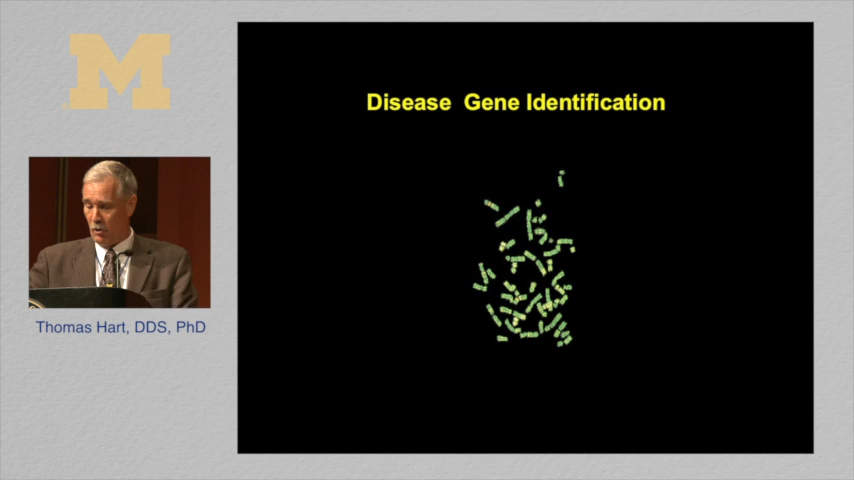 M
Disease Gene Identification
Thomas Hart, DDS, PhD